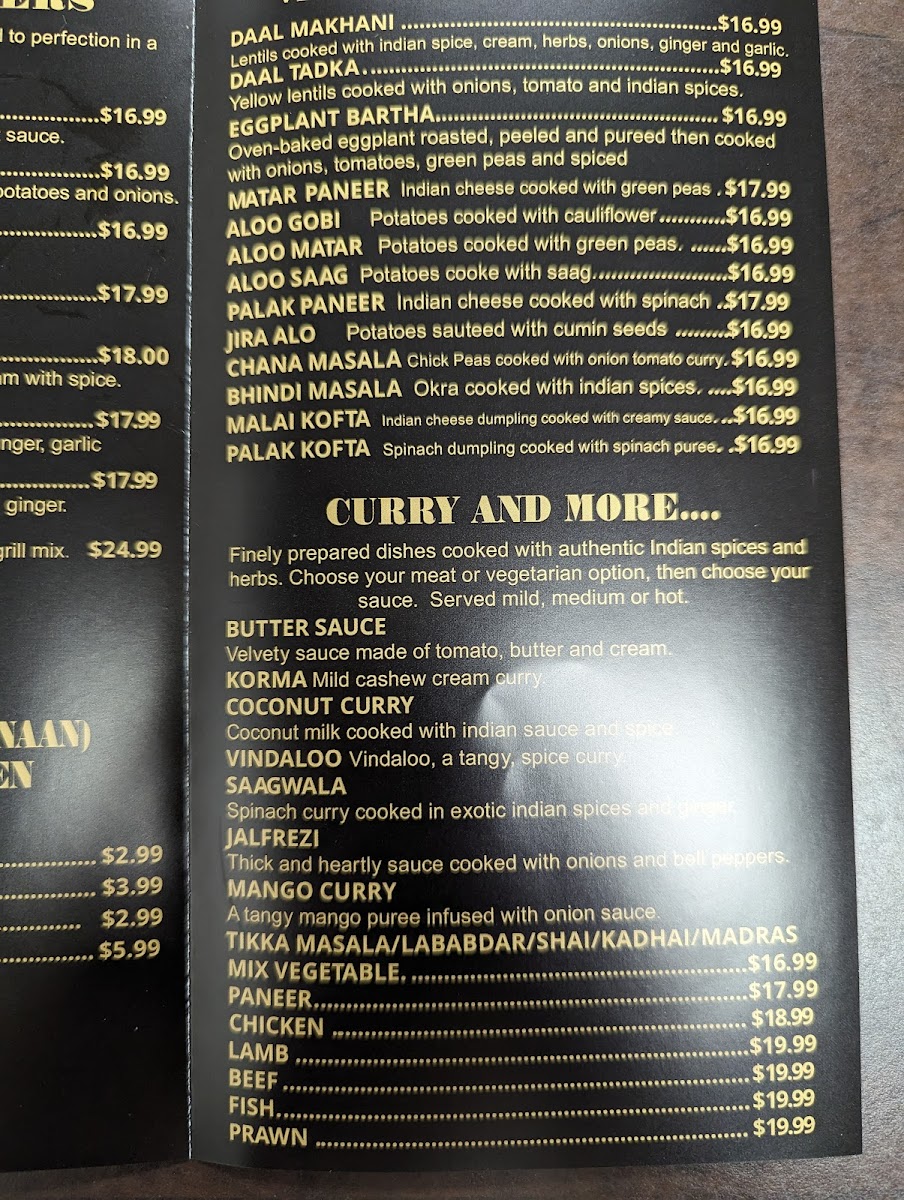 ERS
to perfection in a
$16.99
sauce.
$16.99
potatoes and onions.
$16.99
$17.99
$18.00
with spice.
$17.99
garlic
$17.99
ginger.
grill mix. $24.99
NAAN)
$2.99
$3.99
$2.99
$5.99
DAAL MAKHANI $16.99
Lentils cooked with indian spice, cream, herbs, onions, ginger and garlic.
DAAL TADKA $16.99
Yellow lentils cooked with onions, tomato and indian spices.
EGGPLANT BARTHA $16.99
Oven-baked eggplant roasted, peeled and pureed then cooked
with onions, tomatoes, green peas and spiced
MATAR PANEER Indian cheese cooked with green peas . $17.99
ALOO GOBI Potatoes cooked with cauliflower $16.99
ALOO MATAR Potatoes cooked with green peas. $16.99
ALOO SAAG Potatoes cooke with saag $16.99
PALAK PANEER Indian cheese cooked with spinach $17.99
JIRA ALO Potatoes sauteed with cumin seeds $16.99
CHANA MASALA Chick Peas cooked with onion tomato curry. $16.99
BHINDI MASALA Okra cooked with indian spices. $16.99
MALAI KOFTA Indian cheese dumpling cooked with creamy sauce $16.99
PALAK KOFTA Spinach dumpling cooked with spinach puree. $16.99
CURRY AND MORE....
Finely prepared dishes cooked with authentic Indian spices and
herbs. Choose your meat or vegetarian option, then choose your
sauce. Served mild, medium or hot.
BUTTER SAUCE
Velvety sauce made of tomato, butter and cream.
KORMA Mild cashew cream curry.
COCONUT CURRY
Coconut milk cooked with indian sauce and spice.
VINDALOO Vindaloo, a tangy, spice curry.
SAAGWALA
Spinach curry cooked in exotic indian spices and ginger.
JALFREZI
Thick and heartly sauce cooked with onions and bell peppers.
MANGO CURRY
A tangy mango puree infused with onion sauce.
TIKKA MASALA/LABABDAR/SHAI/KADHAI/MADRAS
MIX VEGETABLE. $16.99
PANEER $17.99
CHICKEN $18.99
LAMB $19.99
BEEF $19.99
FISH $19.99
PRAWN $19.99